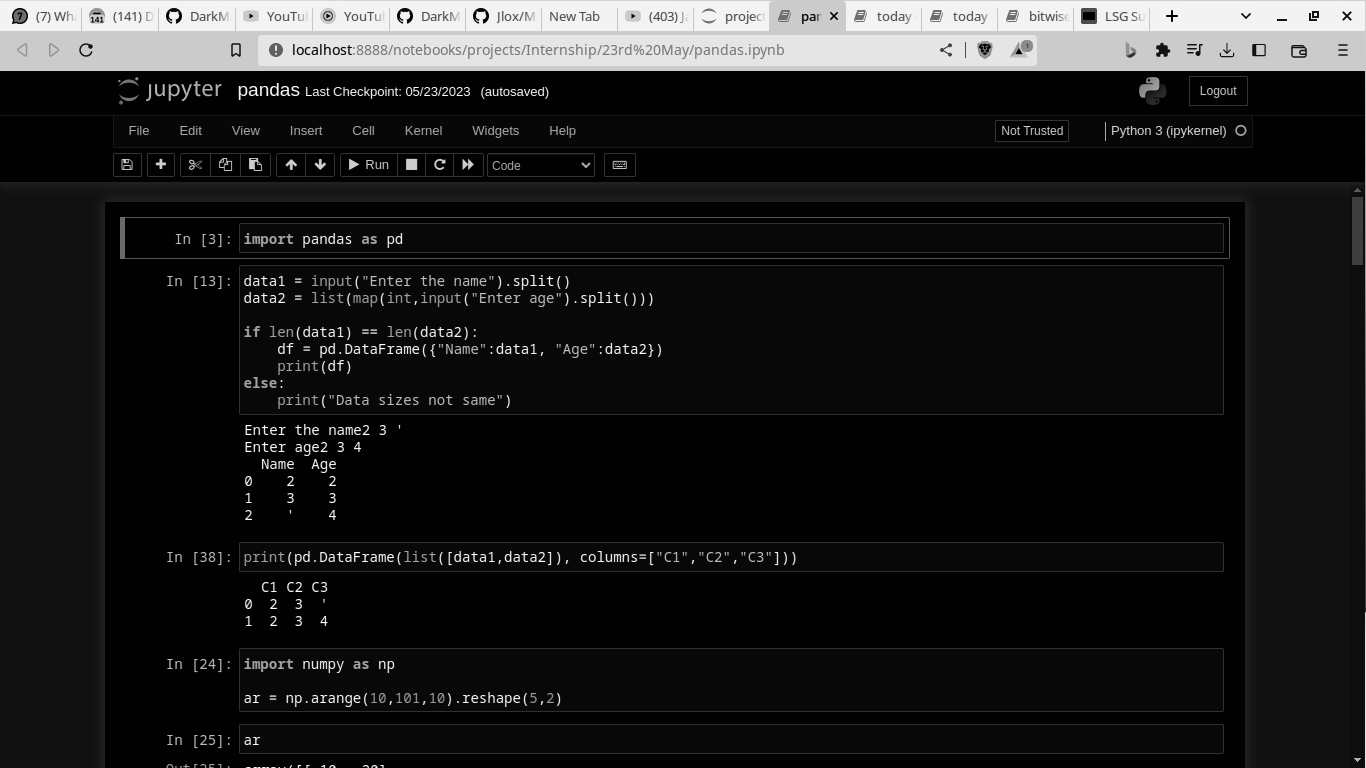 (7) Wh
(141) D
DarkM
YouTu
YouTu
DarkM
Jlox/M
New Tab
(403) Ja
project
par
today
today
bitwise
LSG Su
localhost:8888/notebooks/projects/Internship/23rd%20May/pandas.ipynb
1
jupyter pandas Last Checkpoint: 05/23/2023 (autosaved)
Logout
File Edit View Insert Cell Kernel Widgets Help
Not Trusted
Python 3 (ipykernel)
Run
Code
In [3]: import pandas as pd
In [13]: data1 = input("Enter the name").split()
data2 = list(map(int,input("Enter age").split()))
if len(data1) == len(data2):
    df = pd.DataFrame({"Name":data1, "Age":data2})
    print(df)
else:
    print("Data sizes not same")
Enter the name2 3 '
Enter age2 3 4
  Name  Age
0    2    2
1    3    3
2    '    4
In [38]: print(pd.DataFrame(list([data1,data2]), columns=["C1","C2","C3"]))
  C1 C2 C3
0  2  3  '
1  2  3  4
In [24]: import numpy as np
ar = np.arange(10,101,10).reshape(5,2)
In [25]: ar
Out[25]: array([[ 10,  20],